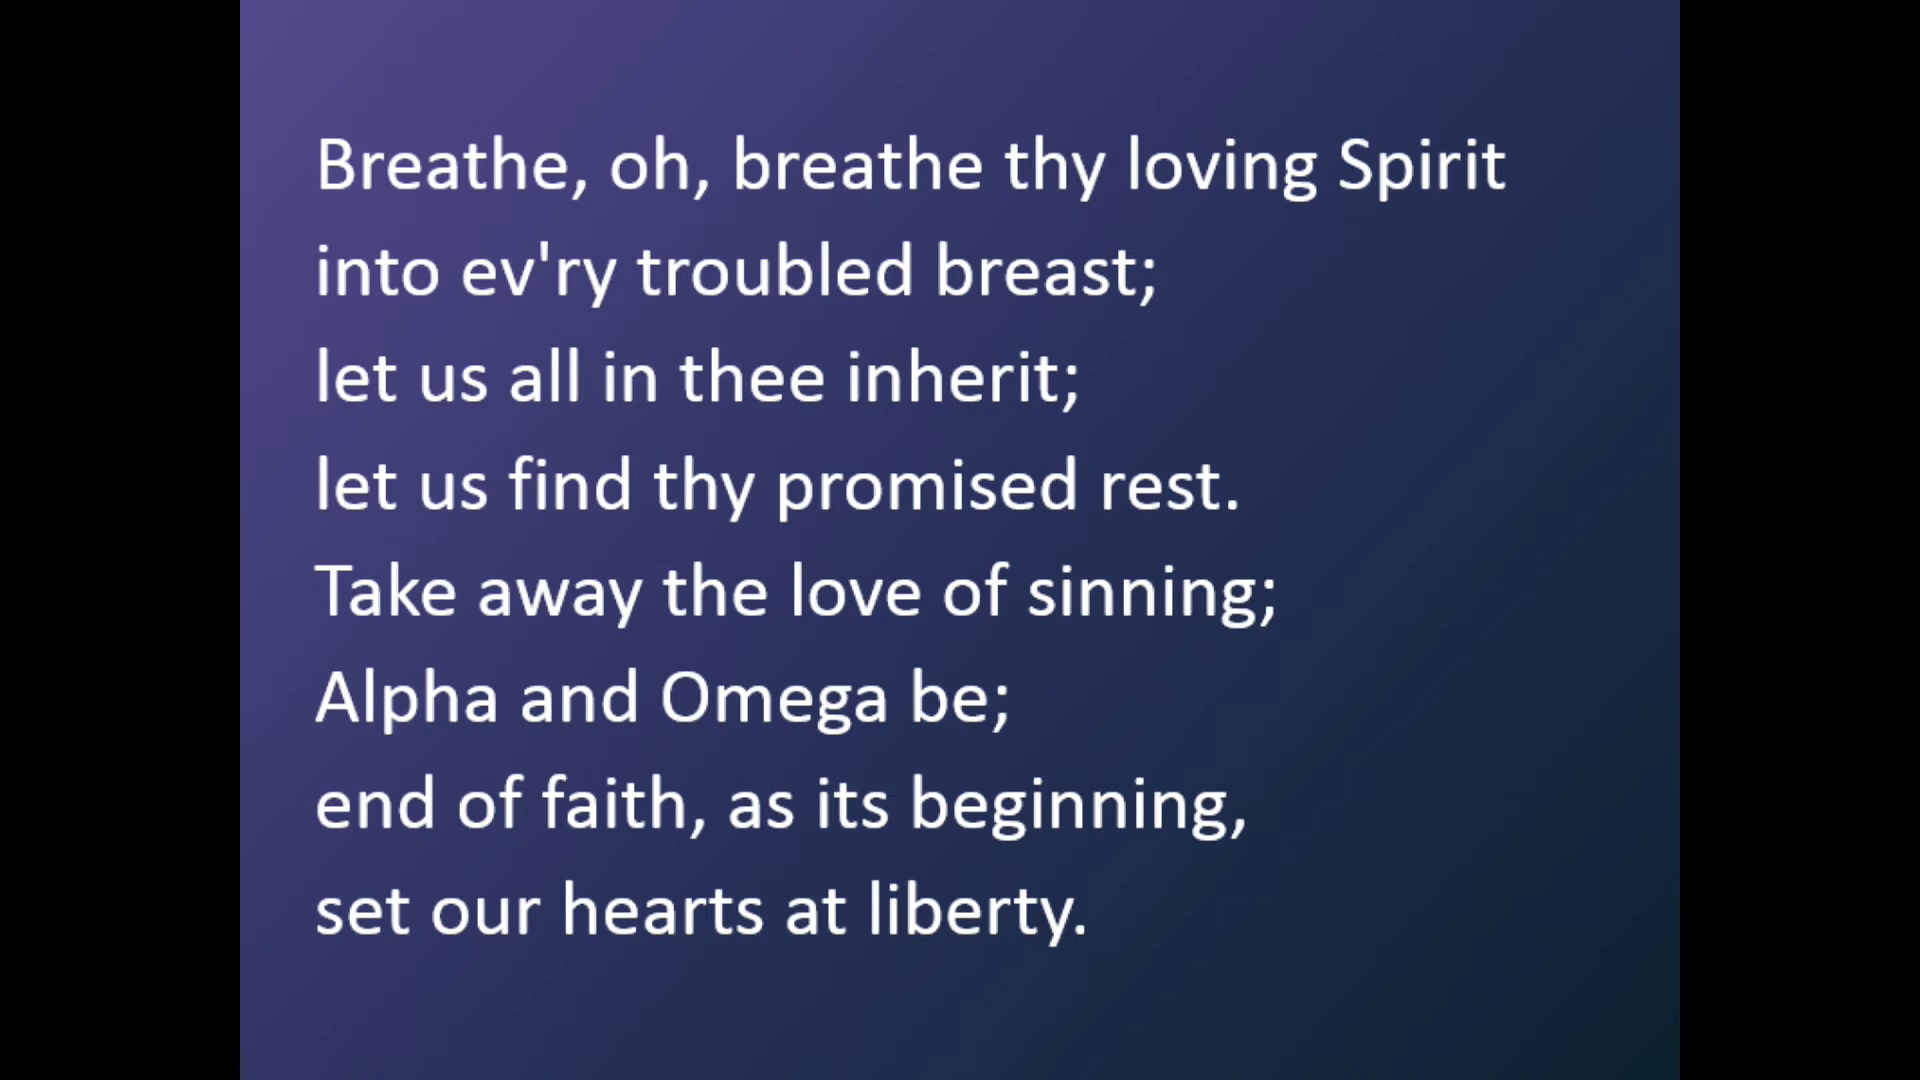 Breathe, oh, breathe thy loving Spirit
into ev'ry troubled breast;
let us all in thee inherit;
let us find thy promised rest.
Take away the love of sinning;
Alpha and Omega be;
end of faith, as its beginning,
set our hearts at liberty.